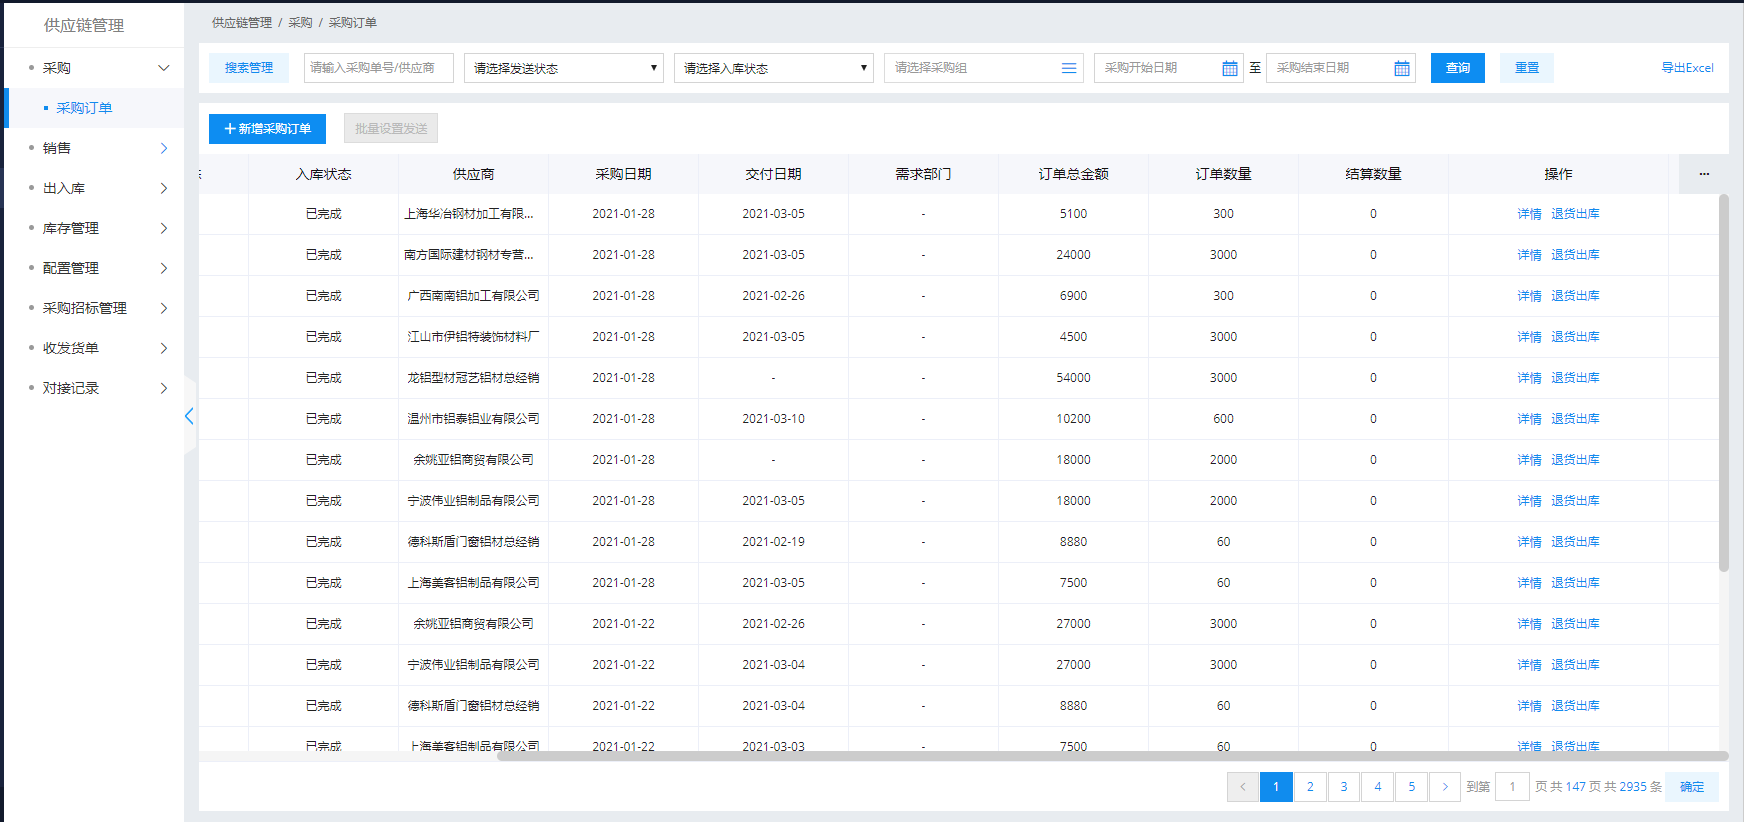 供应链管理
供应链管理 / 采购 / 采购订单
采购
采购订单
销售
出入库
库存管理
配置管理
采购招标管理
收发货单
对接记录
搜索管理 请输入采购单号/供应商 请选择发送状态 请选择入库状态 请选择采购组 采购开始日期 至 采购结束日期 查询 重置 导出Excel
+新增采购订单 批量设置发送
入库状态 供应商 采购日期 交付日期 需求部门 订单总金额 订单数量 结算数量 操作 ...
已完成 上海华冶钢材加工有限... 2021-01-28 2021-03-05 - 5100 300 0 详情 退货出库
已完成 南方国际建材钢材专营... 2021-01-28 2021-03-05 - 24000 3000 0 详情 退货出库
已完成 广西南南铝加工有限公司 2021-01-28 2021-02-26 - 6900 300 0 详情 退货出库
已完成 江山市伊铝特装饰材料厂 2021-01-28 2021-03-05 - 4500 3000 0 详情 退货出库
已完成 龙铝型材冠艺铝材总经销 2021-01-28 - - 54000 3000 0 详情 退货出库
已完成 温州市铝泰铝业有限公司 2021-01-28 2021-03-10 - 10200 600 0 详情 退货出库
已完成 余姚亚铝商贸有限公司 2021-01-28 - - 18000 2000 0 详情 退货出库
已完成 宁波伟业铝制品有限公司 2021-01-28 2021-03-05 - 18000 2000 0 详情 退货出库
已完成 德科斯盾门窗铝材总经销 2021-01-28 2021-02-19 - 8880 60 0 详情 退货出库
已完成 上海美客铝制品有限公司 2021-01-28 2021-03-05 - 7500 60 0 详情 退货出库
已完成 余姚亚铝商贸有限公司 2021-01-22 2021-02-26 - 27000 3000 0 详情 退货出库
已完成 宁波伟业铝制品有限公司 2021-01-22 2021-03-04 - 27000 3000 0 详情 退货出库
已完成 德科斯盾门窗铝材总经销 2021-01-22 2021-03-04 - 8880 60 0 详情 退货出库
已完成 上海美客铝制品有限公司 2021-01-22 2021-03-03 - 7500 60 0 详情 退货出库
< 1 2 3 4 5 > 到第 1 页 共 147 页 共 2935 条 确定